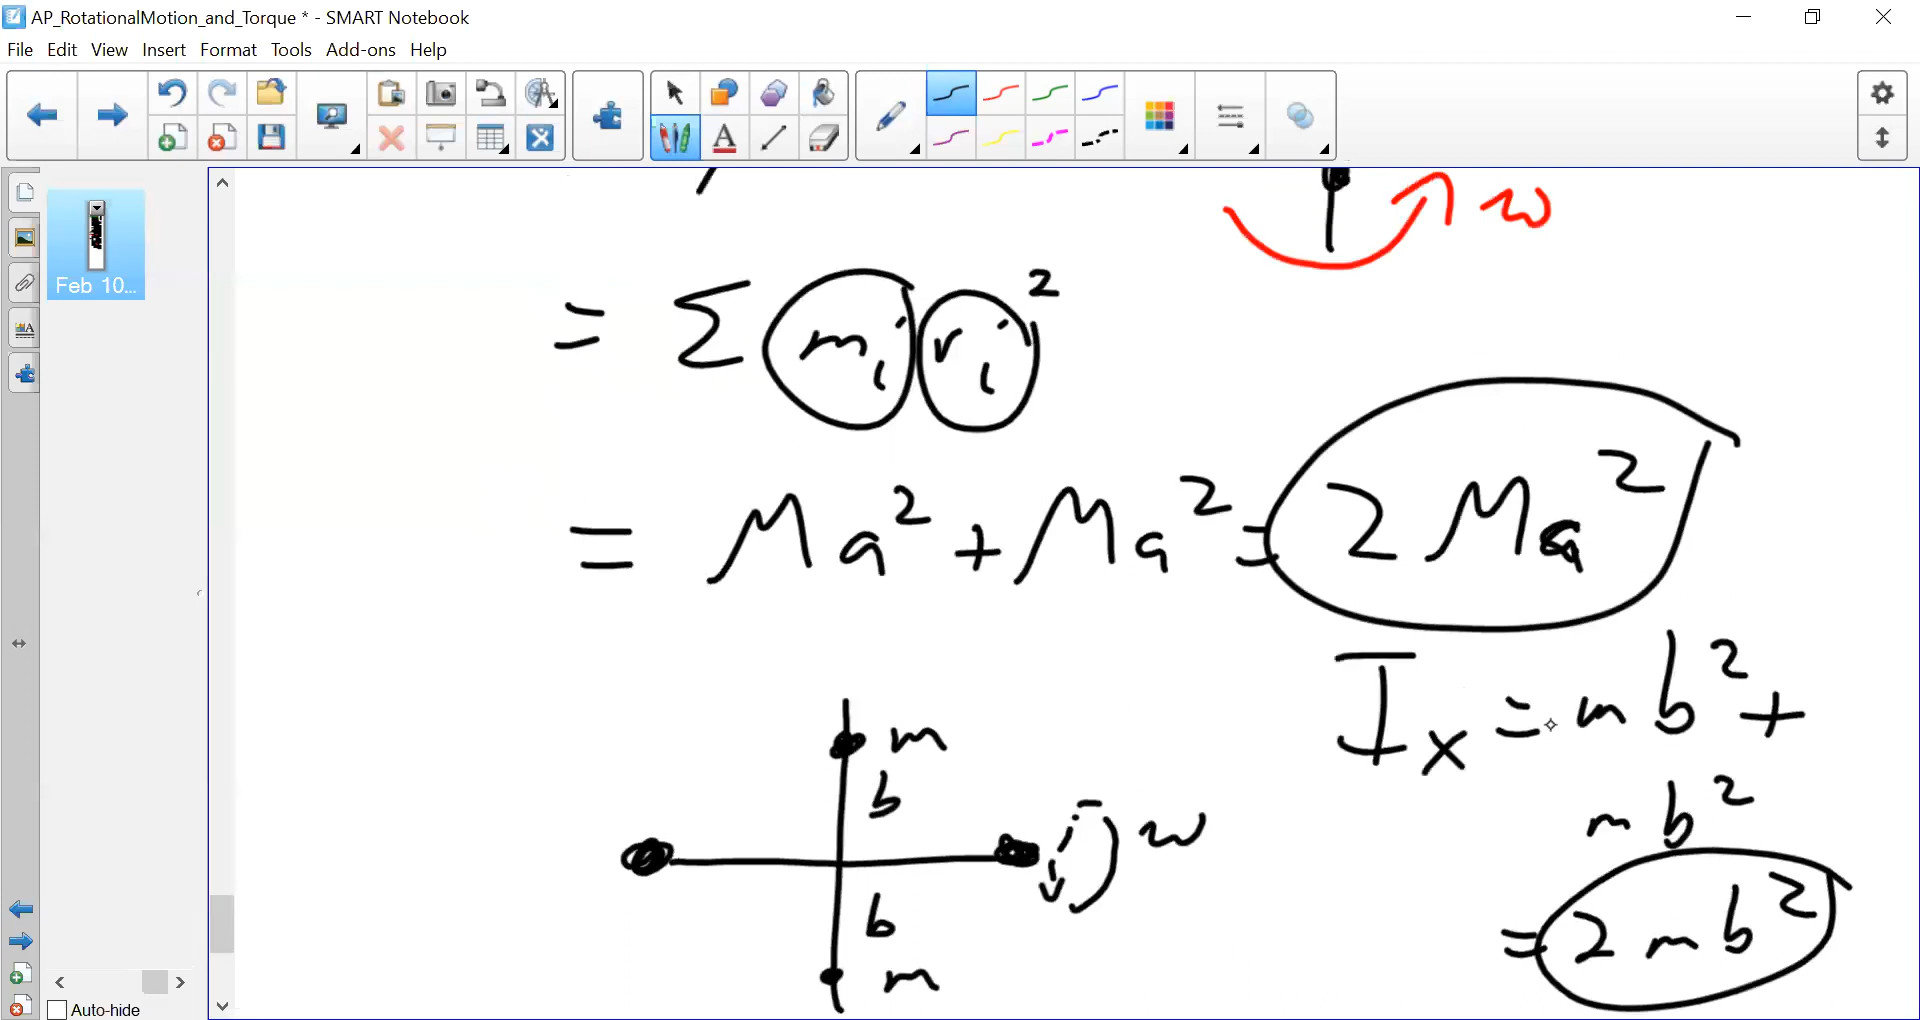 AP_RotationalMotion_and_Torque * - SMART Notebook
File Edit View Insert Format Tools Add-ons Help
Feb 10...
ω
= Σ mᵢ rᵢ²
= Ma² + Ma² = 2Ma²
Iₓ = mb² +
mb²
= 2mb²
m
b
ω
b
m
Auto-hide